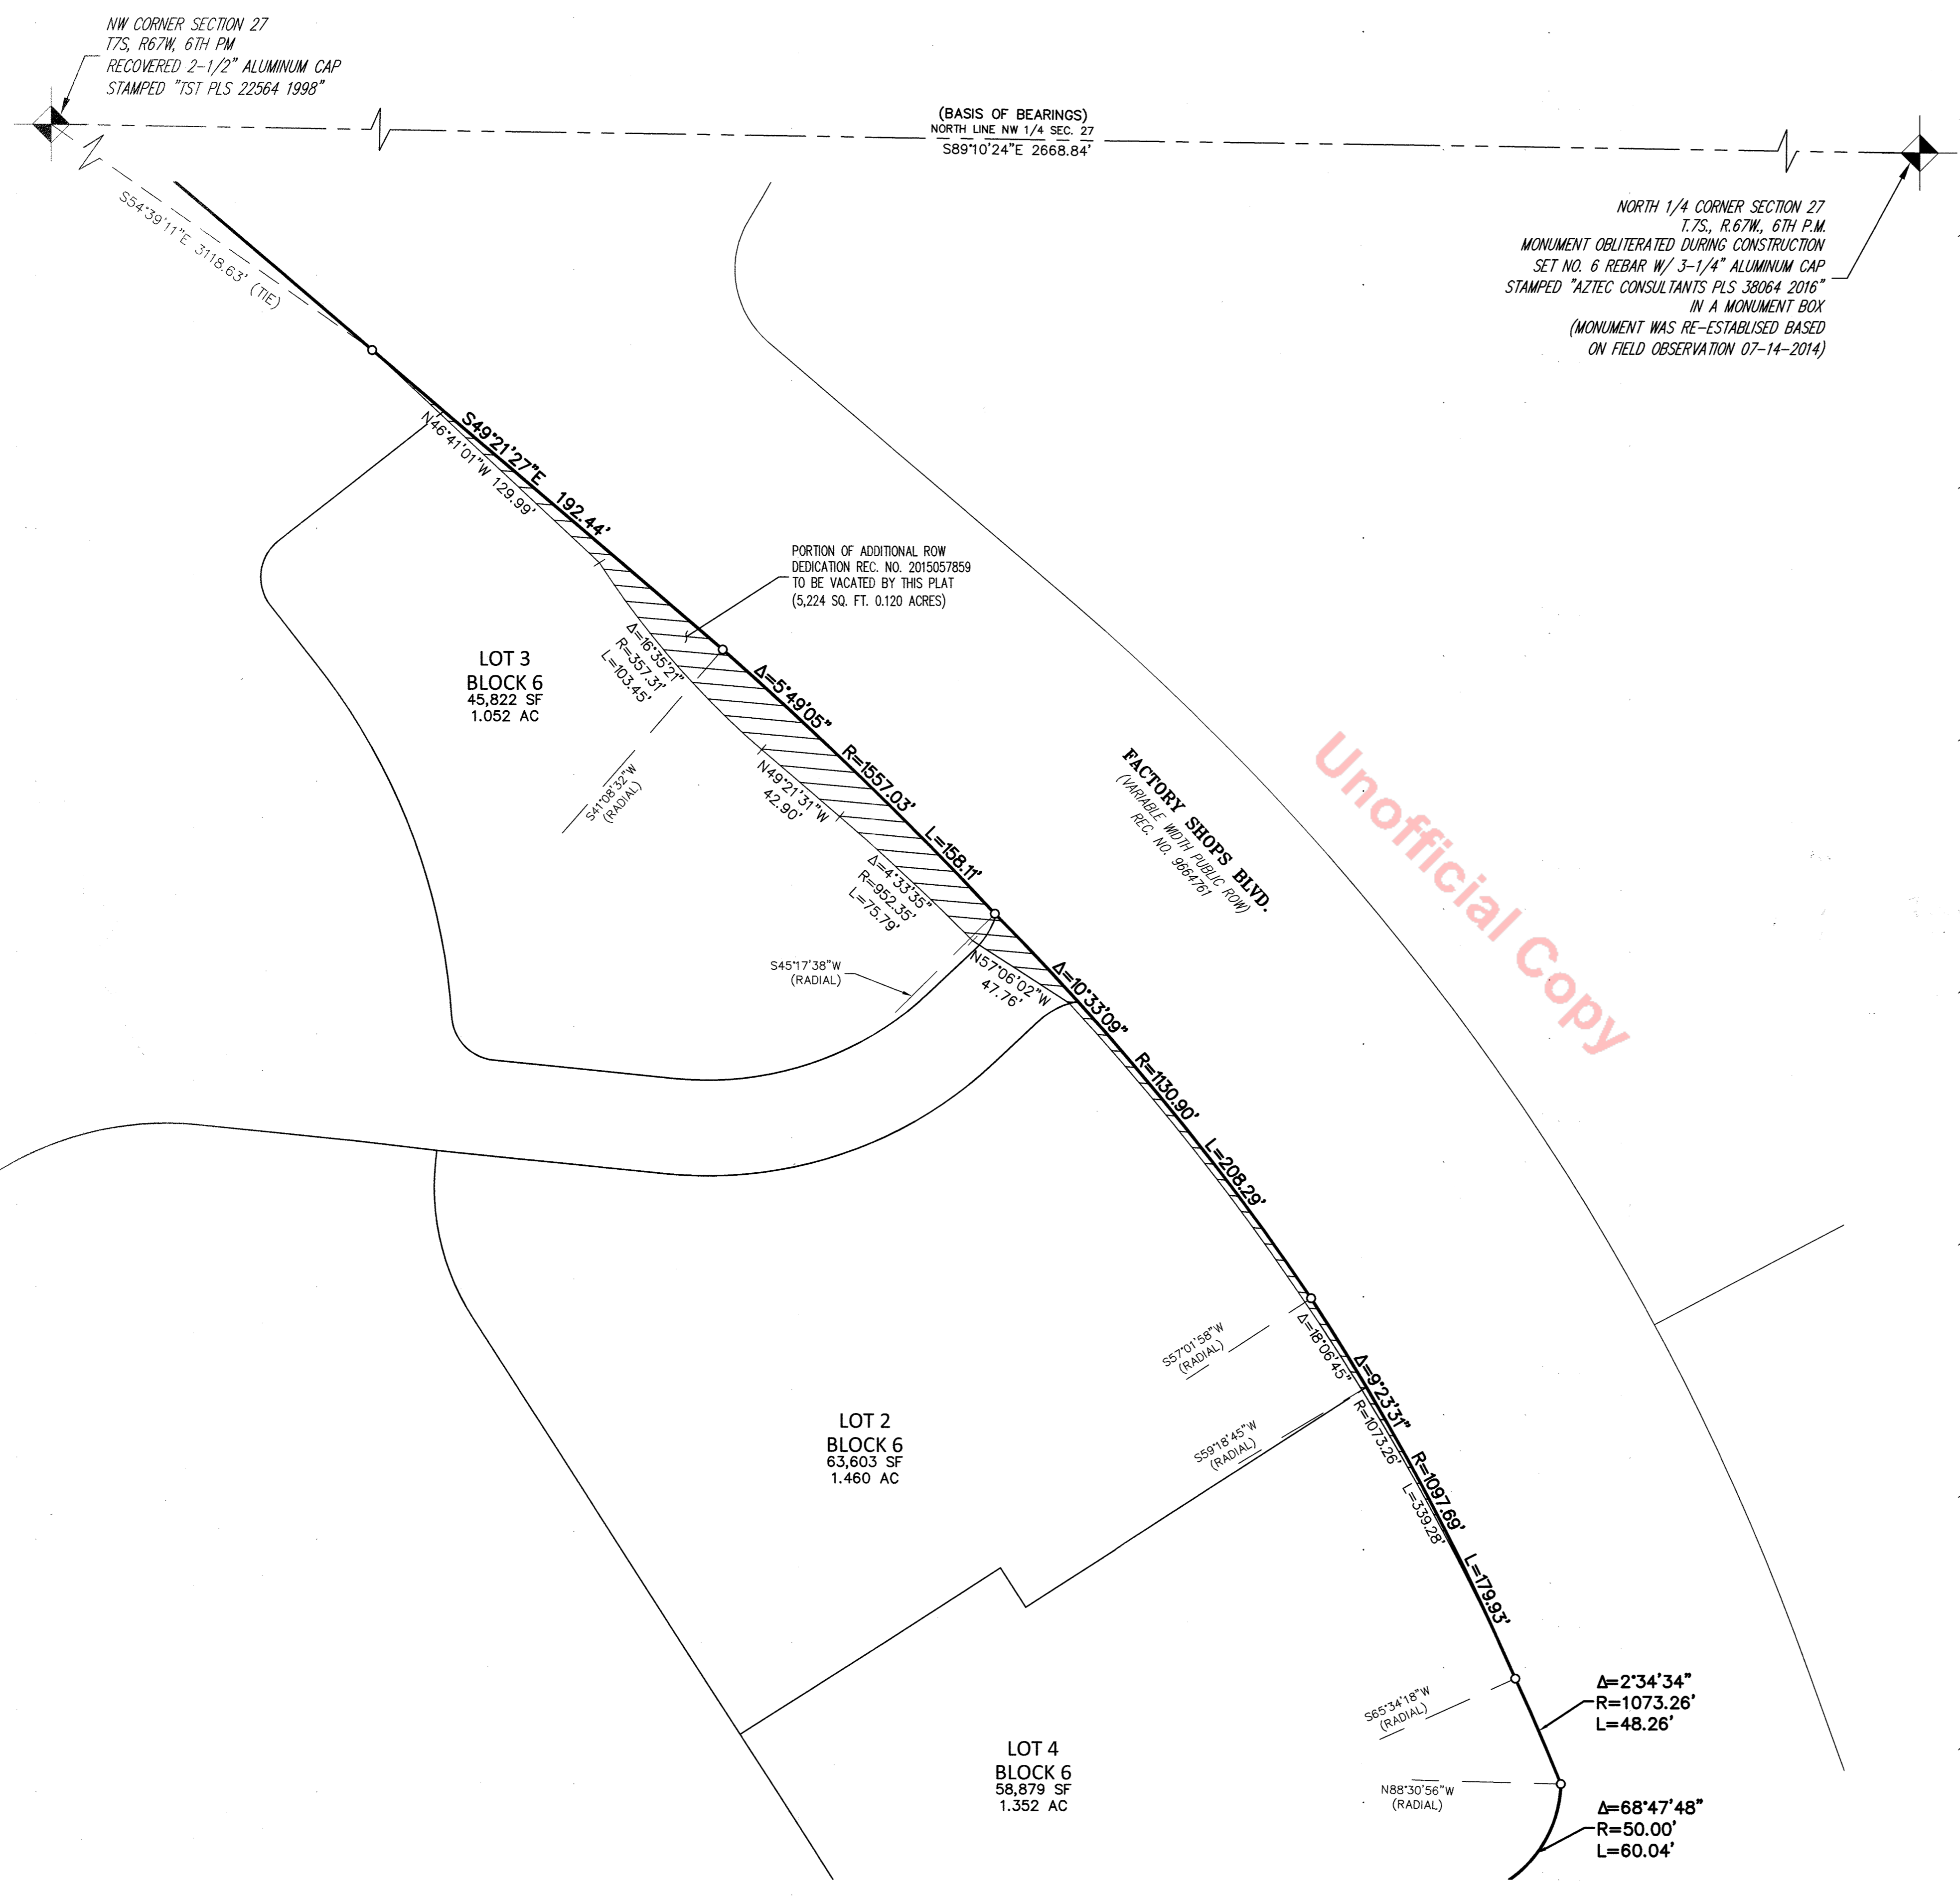 NW CORNER SECTION 27
T7S, R67W, 6TH PM
RECOVERED 2-1/2" ALUMINUM CAP
STAMPED "TST PLS 22564 1998"
(BASIS OF BEARINGS)
NORTH LINE NW 1/4 SEC. 27
S89°10'24"E 2668.84'
NORTH 1/4 CORNER SECTION 27
T.7S., R.67W., 6TH P.M.
MONUMENT OBLITERATED DURING CONSTRUCTION
SET NO. 6 REBAR W/ 3-1/4" ALUMINUM CAP
STAMPED "AZTEC CONSULTANTS PLS 38064 2016"
IN A MONUMENT BOX
(MONUMENT WAS RE-ESTABLISED BASED
ON FIELD OBSERVATION 07-14-2014)
S54°39'11"E 3118.63' (TIE)
S49°21'27"E 192.44'
N46°41'01"W 129.99'
PORTION OF ADDITIONAL ROW
DEDICATION REC. NO. 2015057859
TO BE VACATED BY THIS PLAT
(5,224 SQ. FT. 0.120 ACRES)
LOT 3
BLOCK 6
45,822 SF
1.052 AC
Δ=16°35'21"
R=357.31'
L=103.45'
Δ=5°49'05" R=1557.03' L=158.11'
S41°08'32"W
(RADIAL)
N49°21'31"W
42.90'
Δ=4°33'35"
R=952.35'
L=75.79'
FACTORY SHOPS BLVD.
(VARIABLE WIDTH PUBLIC ROW)
REC. NO. 9664761
Unofficial Copy
S45°17'38"W
(RADIAL)
N57°06'02"W
47.76'
Δ=10°33'09" R=1130.90' L=208.29'
S57°01'58"W
(RADIAL)
Δ=18°06'45" R=1073.26' L=339.28'
Δ=9°23'31" R=1097.69' L=179.93'
S59°18'45"W
(RADIAL)
LOT 2
BLOCK 6
63,603 SF
1.460 AC
S65°34'18"W
(RADIAL)
Δ=2°34'34"
R=1073.26'
L=48.26'
LOT 4
BLOCK 6
58,879 SF
1.352 AC
N88°30'56"W
(RADIAL)
Δ=68°47'48"
R=50.00'
L=60.04'